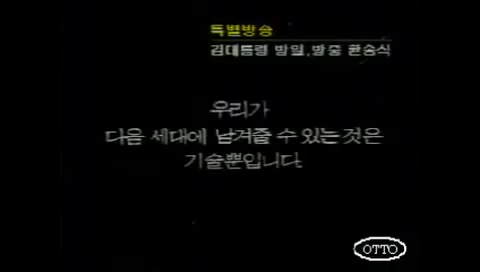 특별방송
김대통령 방일, 방중 환송식
우리가
다음 세대에 남겨줄 수 있는 것은
기술뿐입니다.
OTTO